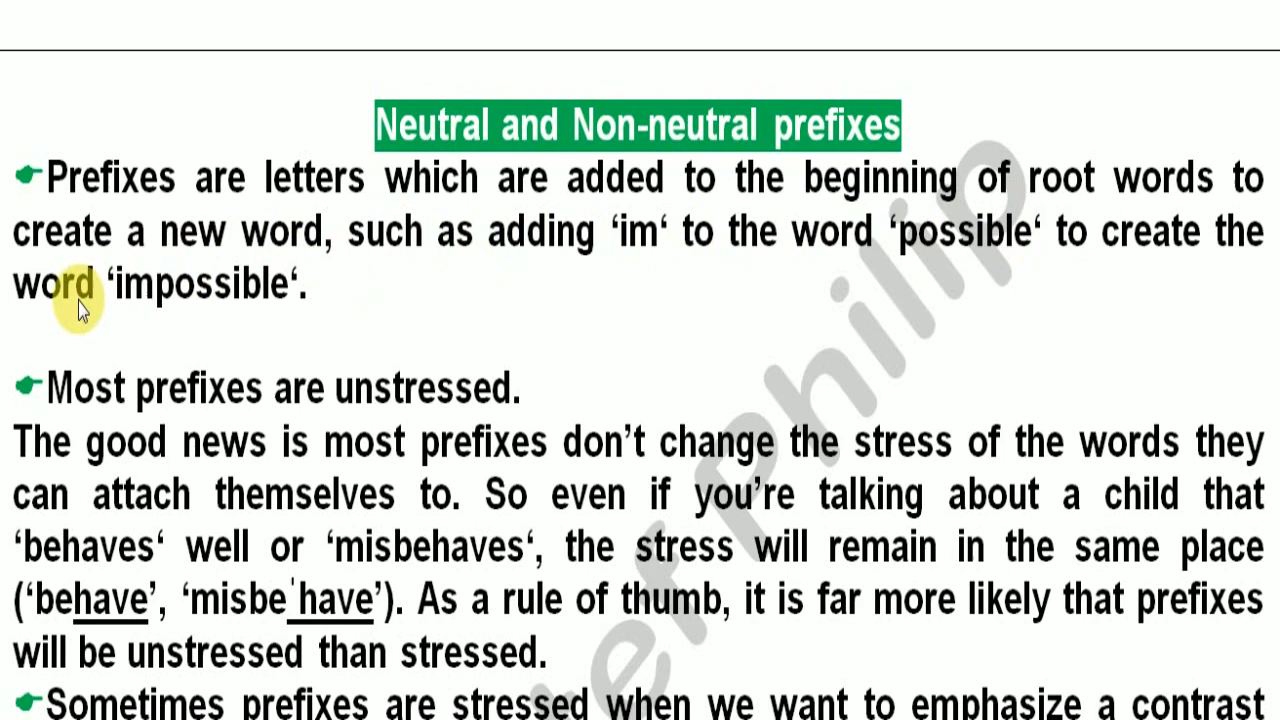 Neutral and Non-neutral prefixes
Prefixes are letters which are added to the beginning of root words to
create a new word, such as adding ‘im‘ to the word ‘possible‘ to create the
word ‘impossible‘.
Most prefixes are unstressed.
The good news is most prefixes don’t change the stress of the words they
can attach themselves to. So even if you’re talking about a child that
‘behaves‘ well or ‘misbehaves‘, the stress will remain in the same place
(‘behave’, ‘misbeˈhave’). As a rule of thumb, it is far more likely that prefixes
will be unstressed than stressed.
Sometimes prefixes are stressed when we want to emphasize a contrast
Philip